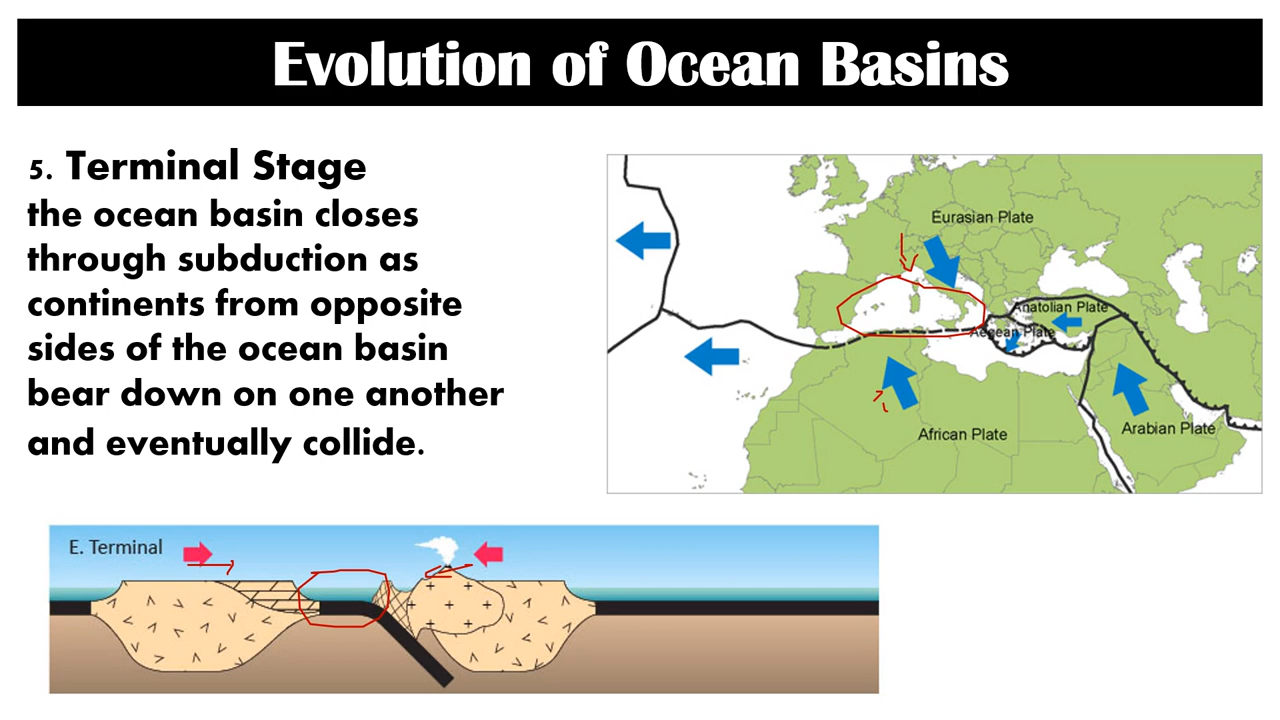 Evolution of Ocean Basins
5. Terminal Stage
the ocean basin closes
through subduction as
continents from opposite
sides of the ocean basin
bear down on one another
and eventually collide.
Eurasian Plate
Anatolian Plate
Aegean Plate
African Plate
Arabian Plate
E. Terminal